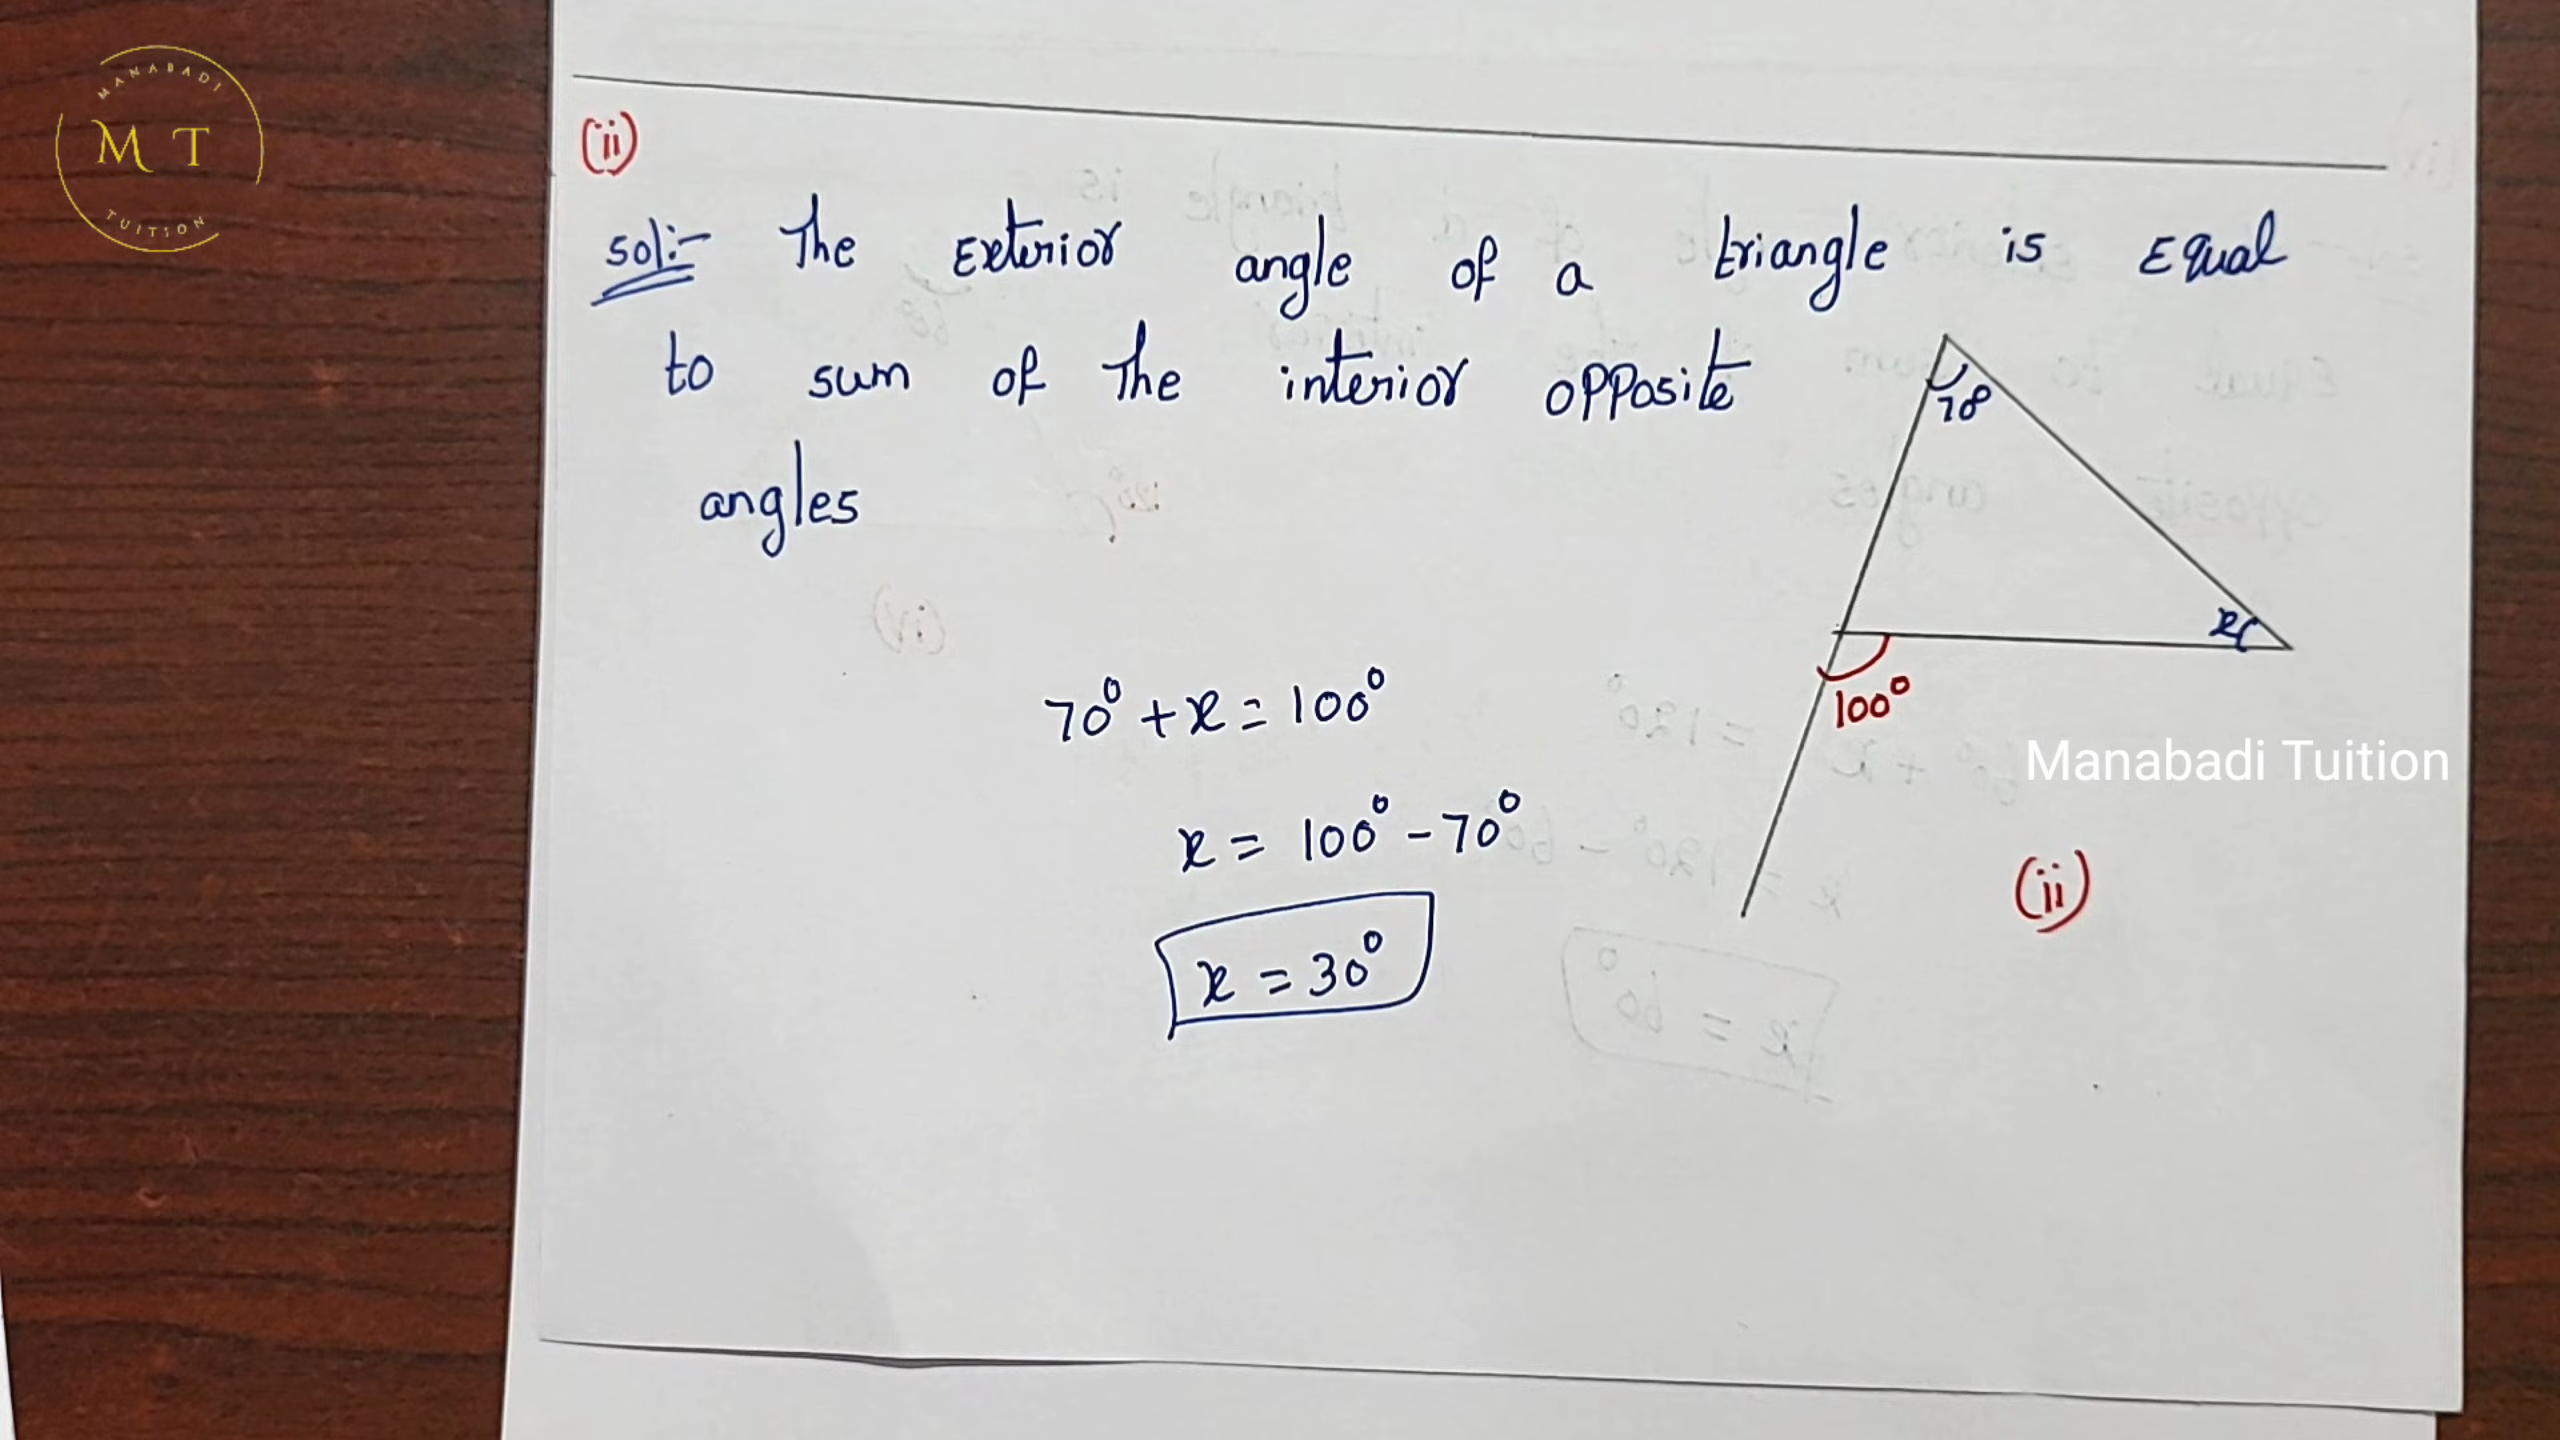 MANABADI
M T
TUITION
(ii)
Sol:- The Exterior angle of a triangle is Equal
to sum of the interior opposite
angles
70°
x
100°
70° + x = 100°
Manabadi Tuition
x = 100° - 70°
(ii)
x = 30°